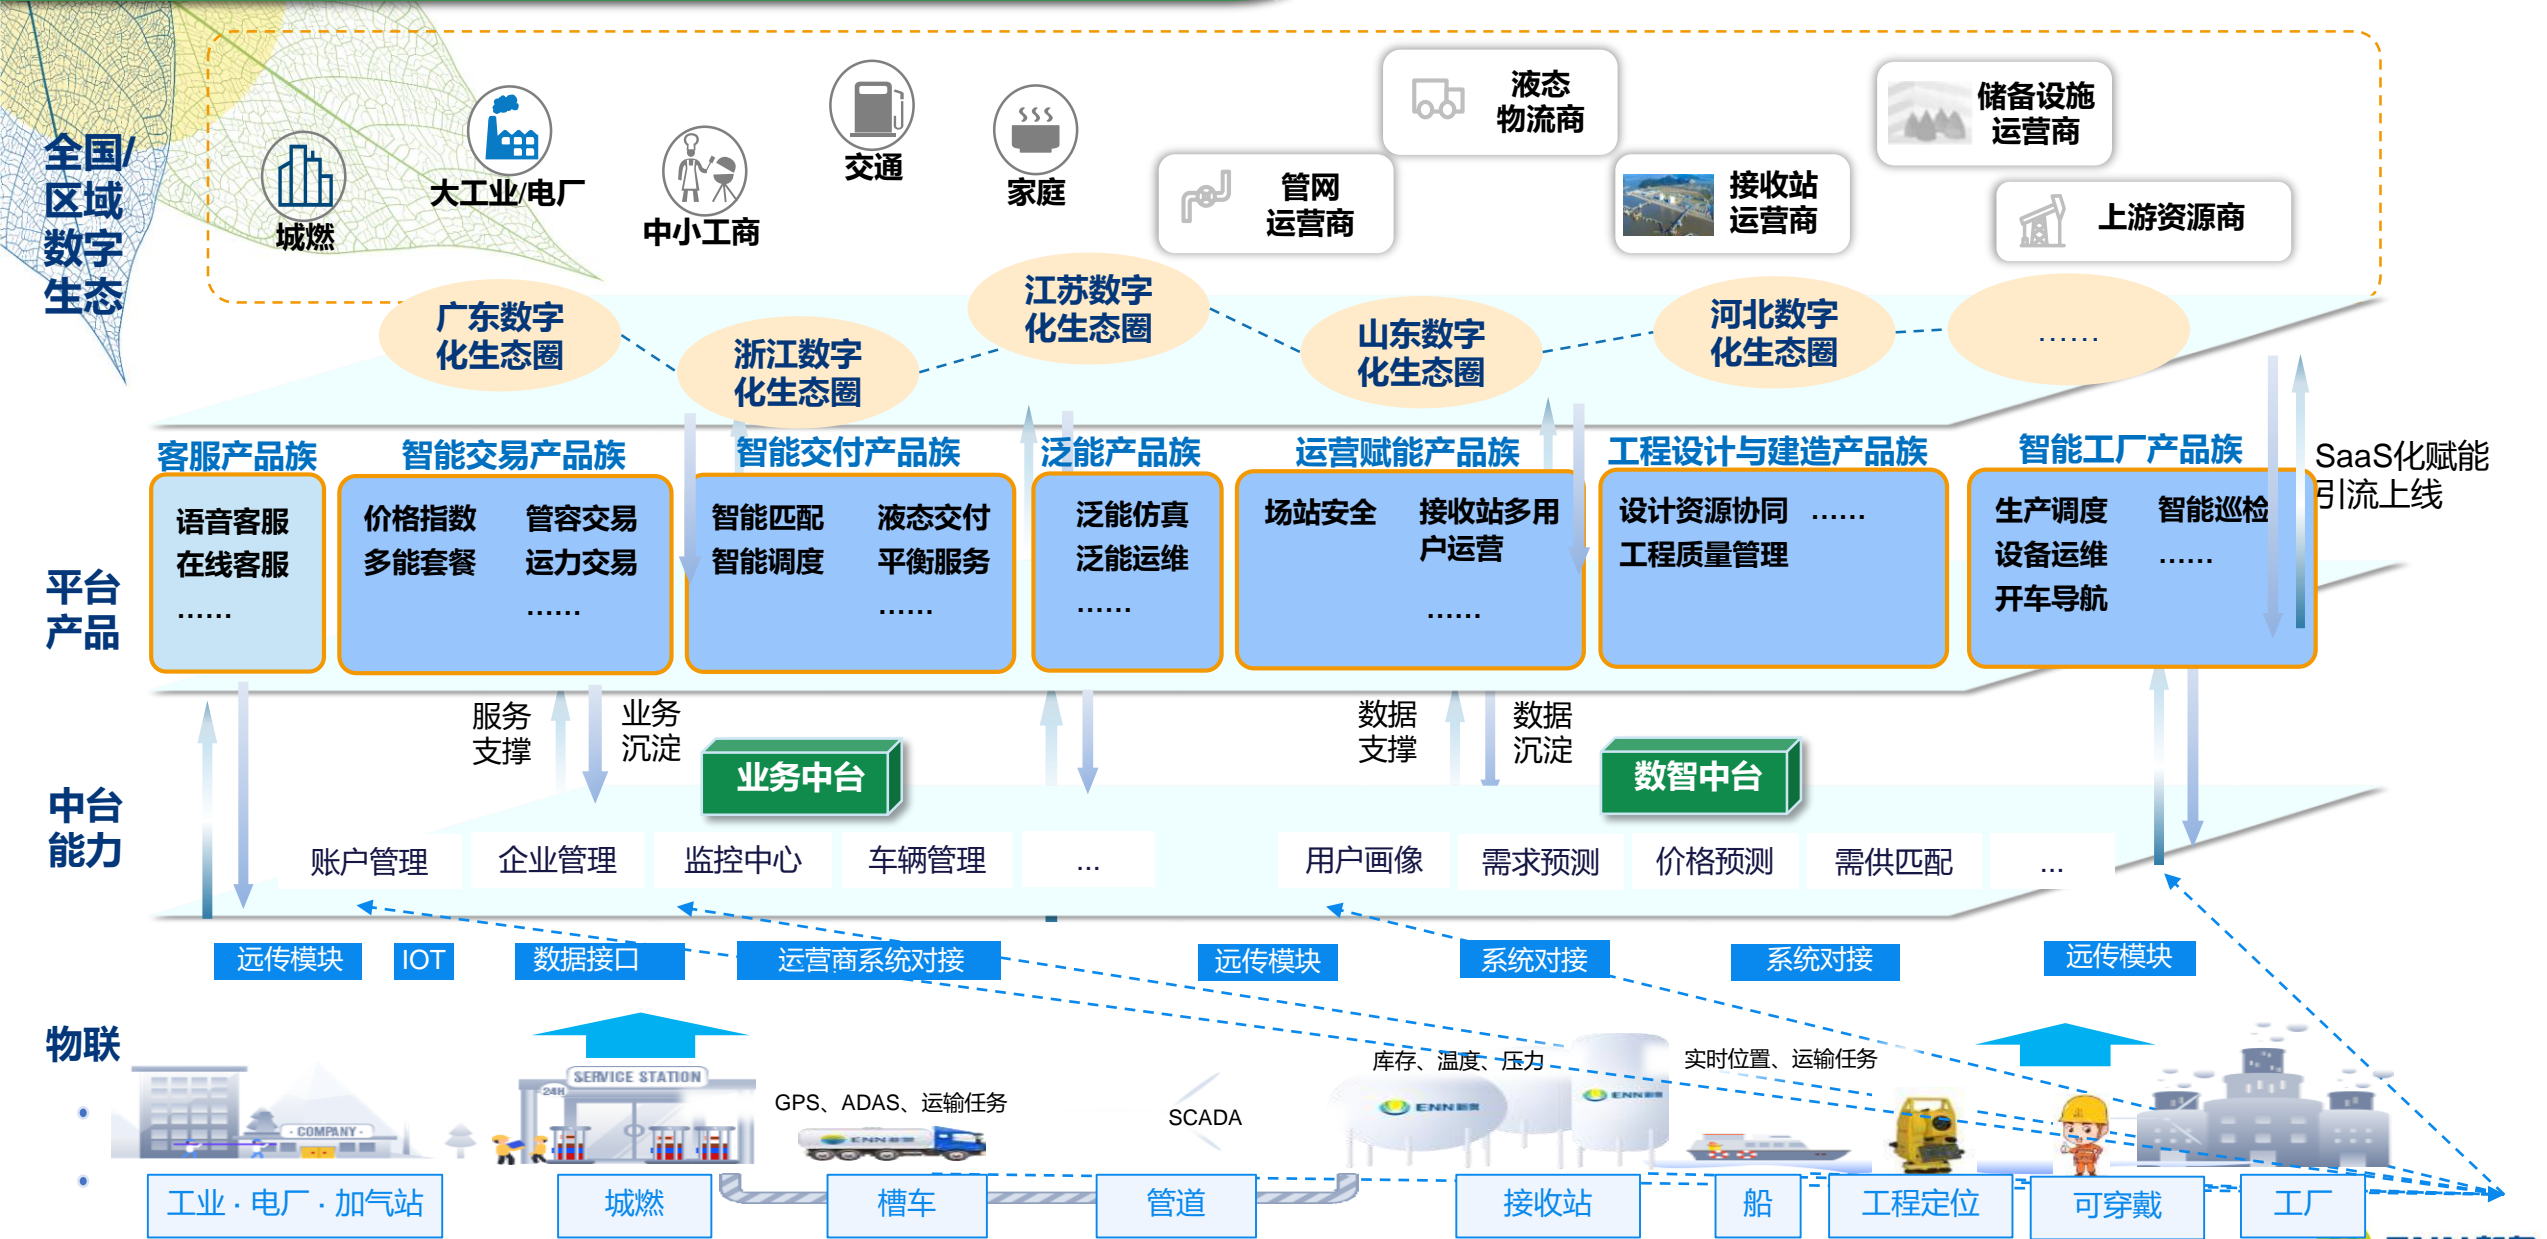 全国/
区域
数字
生态
城燃
大工业/电厂
中小工商
交通
家庭
管网
运营商
液态
物流商
接收站
运营商
储备设施
运营商
上游资源商
广东数字
化生态圈
浙江数字
化生态圈
江苏数字
化生态圈
山东数字
化生态圈
河北数字
化生态圈
……
平台
产品
客服产品族
语音客服
在线客服
……
智能交易产品族
价格指数 管容交易
多能套餐 运力交易
……
智能交付产品族
智能匹配 液态交付
智能调度 平衡服务
……
泛能产品族
泛能仿真
泛能运维
……
运营赋能产品族
场站安全 接收站多用
户运营
……
工程设计与建造产品族
设计资源协同 ……
工程质量管理
智能工厂产品族
生产调度 智能巡检
设备运维 ……
开车导航
SaaS化赋能
引流上线
服务
支撑
业务
沉淀
数据
支撑
数据
沉淀
中台
能力
业务中台
数智中台
账户管理 企业管理 监控中心 车辆管理 ...
用户画像 需求预测 价格预测 需供匹配 ...
远传模块 IOT 数据接口 运营商系统对接 远传模块 系统对接 系统对接 远传模块
物联
COMPANY
24H
SERVICE STATION
GPS、ADAS、运输任务
ENN新奥
SCADA
库存、温度、压力
ENN新奥
ENN新奥
实时位置、运输任务
工业 · 电厂 · 加气站 城燃 槽车 管道 接收站 船 工程定位 可穿戴 工厂